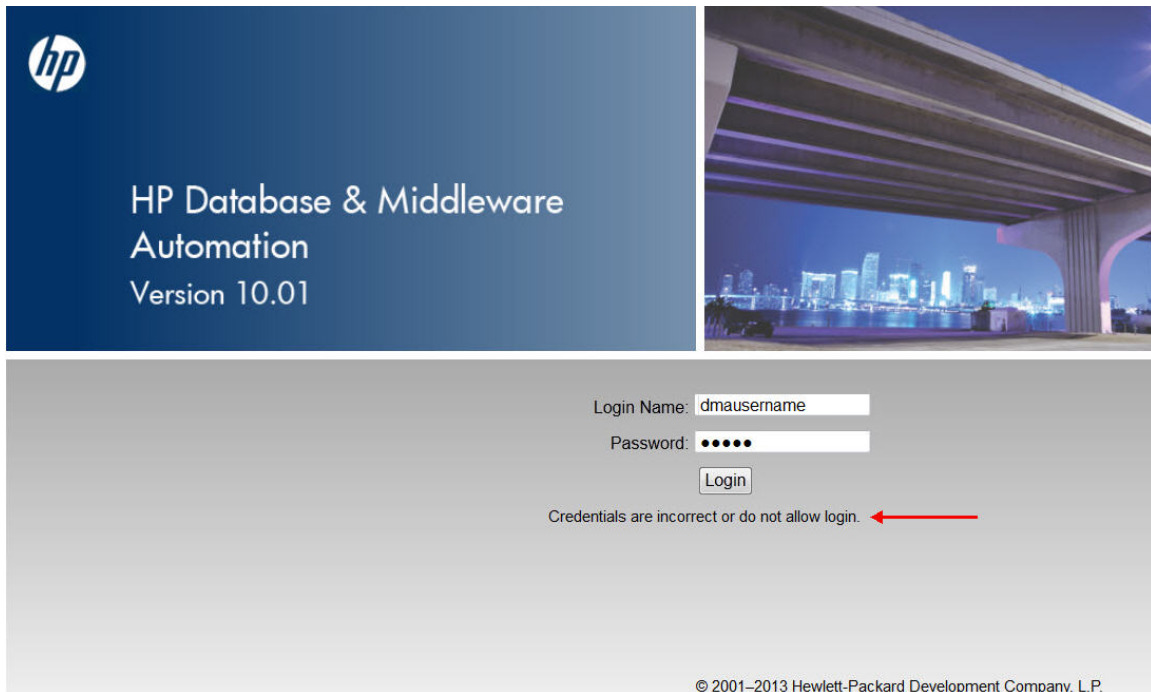 hp
HP Database & Middleware
Automation
Version 10.01
Login Name: dmausername
Password: •••••
Login
Credentials are incorrect or do not allow login.
© 2001–2013 Hewlett-Packard Development Company, L.P.